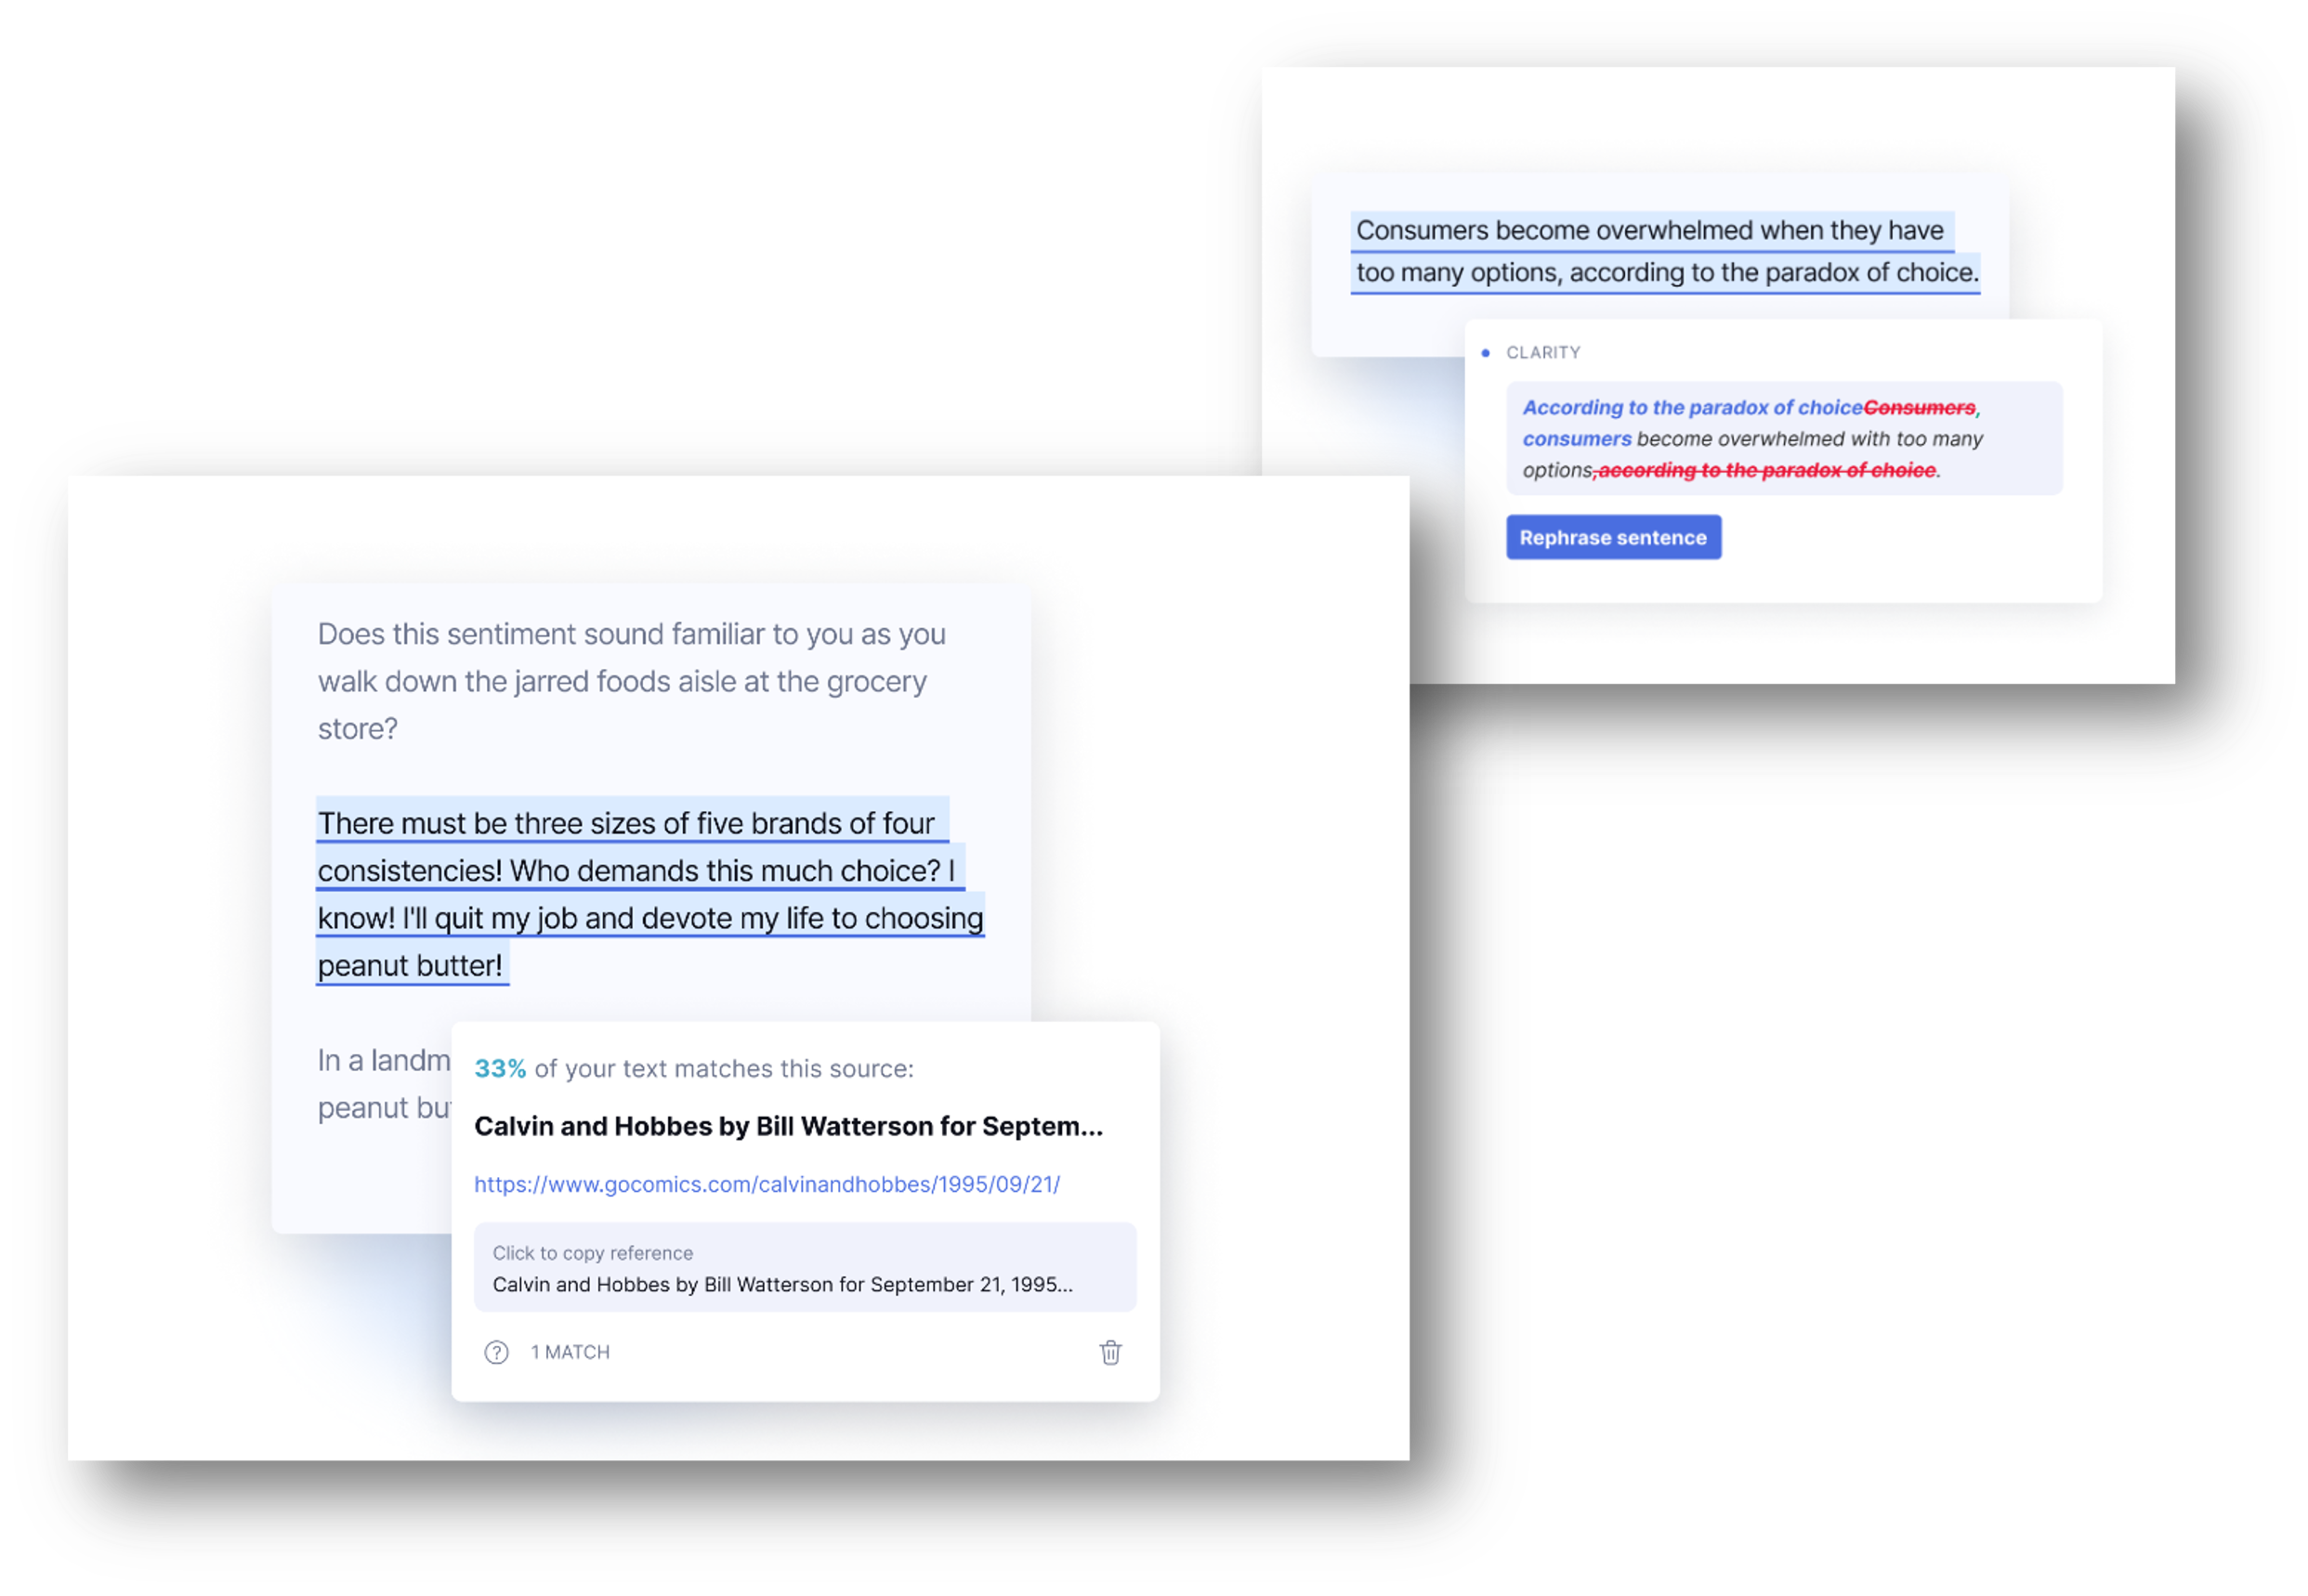 Consumers become overwhelmed when they have
too many options, according to the paradox of choice.
CLARITY
According to the paradox of choiceConsumers,
consumers become overwhelmed with too many
options,according to the paradox of choice.
Rephrase sentence
Does this sentiment sound familiar to you as you
walk down the jarred foods aisle at the grocery
store?
There must be three sizes of five brands of four
consistencies! Who demands this much choice? I
know! I'll quit my job and devote my life to choosing
peanut butter!
In a landm
peanut bu
33% of your text matches this source:
Calvin and Hobbes by Bill Watterson for Septem...
https://www.gocomics.com/calvinandhobbes/1995/09/21/
Click to copy reference
Calvin and Hobbes by Bill Watterson for September 21, 1995...
1 MATCH